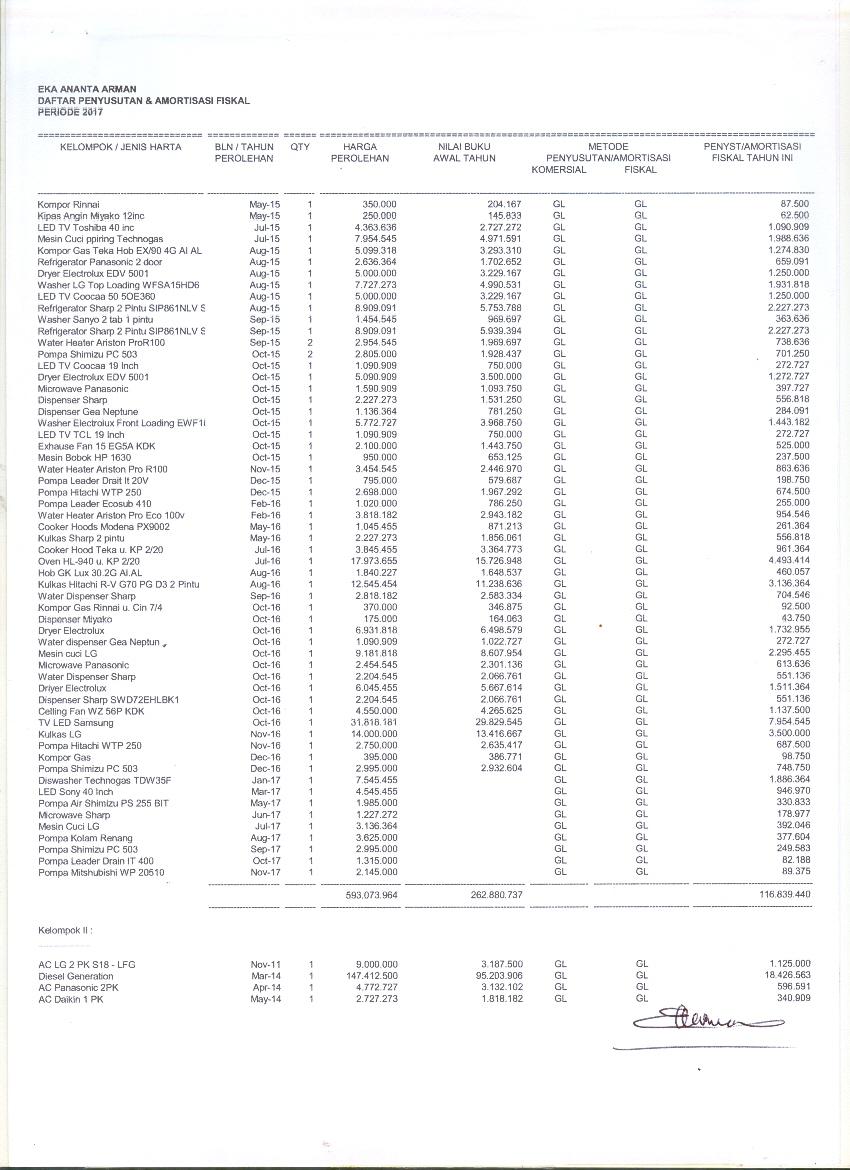 EKA ANANTA ARMAN
DAFTAR PENYUSUTAN & AMORTISASI FISKAL
PERIODE 2017
KELOMPOK / JENIS HARTA BLN / TAHUN PEROLEHAN QTY HARGA PEROLEHAN NILAI BUKU AWAL TAHUN METODE PENYUSUTAN/AMORTISASI KOMERSIAL FISKAL PENYST/AMORTISASI FISKAL TAHUN INI
Kompor Rinnai May-15 1 350.000 204.167 GL GL 87.500
Kipas Angin Miyako 12inc May-15 1 250.000 145.833 GL GL 62.500
LED TV Toshiba 40 inc Jul-15 1 4.363.636 2.727.272 GL GL 1.090.909
Mesin Cuci ppiring Technogas Jul-15 1 7.954.545 4.971.591 GL GL 1.988.636
Kompor Gas Teka Hob EX/90 4G AI AL Aug-15 1 5.099.318 3.293.310 GL GL 1.274.830
Refrigerator Panasonic 2 door Aug-15 1 2.636.364 1.702.652 GL GL 659.091
Dryer Electrolux EDV 5001 Aug-15 1 5.000.000 3.229.167 GL GL 1.250.000
Washer LG Top Loading WFSA15HD6 Aug-15 1 7.727.273 4.990.531 GL GL 1.931.818
LED TV Coocaa 50 5OE360 Aug-15 1 5.000.000 3.229.167 GL GL 1.250.000
Refrigerator Sharp 2 Pintu SIP861NLV S Aug-15 1 8.909.091 5.753.788 GL GL 2.227.273
Washer Sanyo 2 tab 1 pintu Sep-15 1 1.454.545 969.697 GL GL 363.636
Refrigerator Sharp 2 Pintu SIP861NLV S Sep-15 1 8.909.091 5.939.394 GL GL 2.227.273
Water Heater Ariston ProR100 Sep-15 2 2.954.545 1.969.697 GL GL 738.636
Pompa Shimizu PC 503 Oct-15 2 2.805.000 1.928.437 GL GL 701.250
LED TV Coocaa 19 Inch Oct-15 1 1.090.909 750.000 GL GL 272.727
Dryer Electrolux EDV 5001 Oct-15 1 5.090.909 3.500.000 GL GL 1.272.727
Microwave Panasonic Oct-15 1 1.590.909 1.093.750 GL GL 397.727
Dispenser Sharp Oct-15 1 2.227.273 1.531.250 GL GL 556.818
Dispenser Gea Neptune Oct-15 1 1.136.364 781.250 GL GL 284.091
Washer Electrolux Front Loading EWF1I Oct-15 1 5.772.727 3.968.750 GL GL 1.443.182
LED TV TCL 19 Inch Oct-15 1 1.090.909 750.000 GL GL 272.727
Exhause Fan 15 EG5A KDK Oct-15 1 2.100.000 1.443.750 GL GL 525.000
Mesin Bobok HP 1630 Oct-15 1 950.000 653.125 GL GL 237.500
Water Heater Ariston Pro R100 Nov-15 1 3.454.545 2.446.970 GL GL 863.636
Pompa Leader Drait It 20V Dec-15 1 795.000 579.687 GL GL 198.750
Pompa Hitachi WTP 250 Dec-15 1 2.698.000 1.967.292 GL GL 674.500
Pompa Leader Ecosub 410 Feb-16 1 1.020.000 786.250 GL GL 255.000
Water Heater Ariston Pro Eco 100v Feb-16 1 3.818.182 2.943.182 GL GL 954.546
Cooker Hoods Modena PX9002 May-16 1 1.045.455 871.213 GL GL 261.364
Kulkas Sharp 2 pintu May-16 1 2.227.273 1.856.061 GL GL 556.818
Cooker Hood Teka u. KP 2/20 Jul-16 1 3.845.455 3.364.773 GL GL 961.364
Oven HL-940 u. KP 2/20 Jul-16 1 17.973.655 15.726.948 GL GL 4.493.414
Hob GK Lux 30.2G AI.AL Aug-16 1 1.840.227 1.648.537 GL GL 460.057
Kulkas Hitachi R-V G70 PG D3 2 Pintu Aug-16 1 12.545.454 11.238.636 GL GL 3.136.364
Water Dispenser Sharp Sep-16 1 2.818.182 2.583.334 GL GL 704.546
Kompor Gas Rinnai u. Cin 7/4 Oct-16 1 370.000 346.875 GL GL 92.500
Dispenser Miyako Oct-16 1 175.000 164.063 GL GL 43.750
Dryer Electrolux Oct-16 1 6.931.818 6.498.579 GL GL 1.732.955
Water dispenser Gea Neptun Oct-16 1 1.090.909 1.022.727 GL GL 272.727
Mesin cuci LG Oct-16 1 9.181.818 8.607.954 GL GL 2.295.455
Microwave Panasonic Oct-16 1 2.454.545 2.301.136 GL GL 613.636
Water Dispenser Sharp Oct-16 1 2.204.545 2.066.761 GL GL 551.136
Driyer Electrolux Oct-16 1 6.045.455 5.667.614 GL GL 1.511.364
Dispenser Sharp SWD72EHLBK1 Oct-16 1 2.204.545 2.066.761 GL GL 551.136
Celling Fan WZ 56P KDK Oct-16 1 4.550.000 4.265.625 GL GL 1.137.500
TV LED Samsung Oct-16 1 31.818.181 29.829.545 GL GL 7.954.545
Kulkas LG Nov-16 1 14.000.000 13.416.667 GL GL 3.500.000
Pompa Hitachi WTP 250 Nov-16 1 2.750.000 2.635.417 GL GL 687.500
Kompor Gas Dec-16 1 395.000 386.771 GL GL 98.750
Pompa Shimizu PC 503 Dec-16 1 2.995.000 2.932.604 GL GL 748.750
Diswasher Technogas TDW35F Jan-17 1 7.545.455 GL GL 1.886.364
LED Sony 40 Inch Mar-17 1 4.545.455 GL GL 946.970
Pompa Air Shimizu PS 255 BIT May-17 1 1.985.000 GL GL 330.833
Microwave Sharp Jun-17 1 1.227.272 GL GL 178.977
Mesin Cuci LG Jul-17 1 3.136.364 GL GL 392.046
Pompa Kolam Renang Aug-17 1 3.625.000 GL GL 377.604
Pompa Shimizu PC 503 Sep-17 1 2.995.000 GL GL 249.583
Pompa Leader Drain IT 400 Oct-17 1 1.315.000 GL GL 82.188
Pompa Mitshubishi WP 20510 Nov-17 1 2.145.000 GL GL 89.375
593.073.964 262.880.737 116.839.440
Kelompok II :
AC LG 2 PK S18 - LFG Nov-11 1 9.000.000 3.187.500 GL GL 1.125.000
Diesel Generation Mar-14 1 147.412.500 95.203.906 GL GL 18.426.563
AC Panasonic 2PK Apr-14 1 4.772.727 3.132.102 GL GL 596.591
AC Daikin 1 PK May-14 1 2.727.273 1.818.182 GL GL 340.909